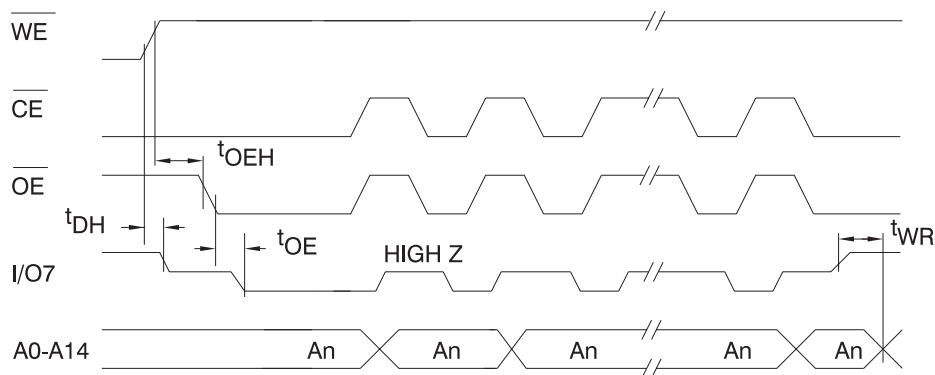 WE
CE
tOEH
OE
tDH
tOE
tWR
HIGH Z
I/O7
A0-A14 An An An An An